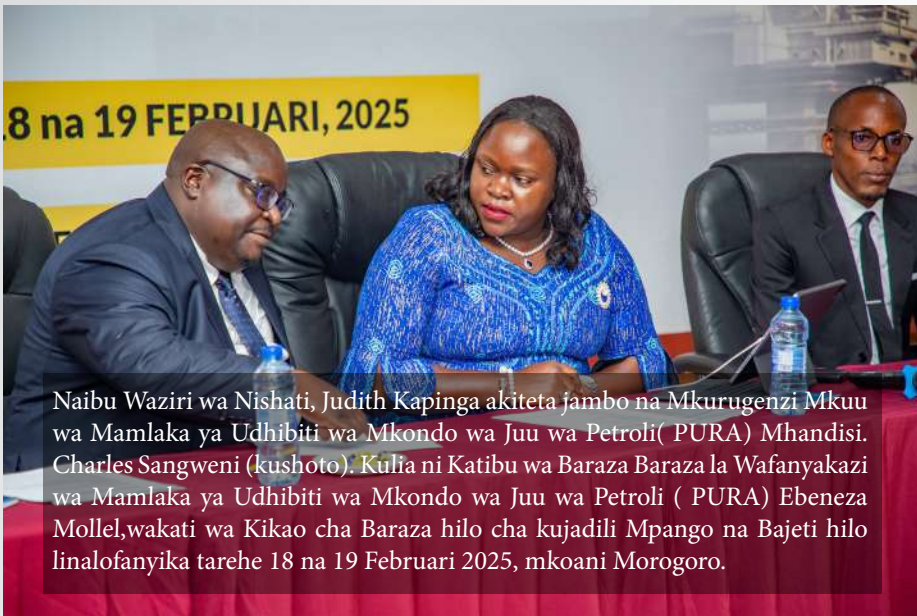 18 na 19 FEBRUARI, 2025
Naibu Waziri wa Nishati, Judith Kapinga akiteta jambo na Mkurugenzi Mkuu
wa Mamlaka ya Udhibiti wa Mkondo wa Juu wa Petroli( PURA) Mhandisi.
Charles Sangweni (kushoto). Kulia ni Katibu wa Baraza Baraza la Wafanyakazi
wa Mamlaka ya Udhibiti wa Mkondo wa Juu wa Petroli ( PURA) Ebeneza
Mollel,wakati wa Kikao cha Baraza hilo cha kujadili Mpango na Bajeti hilo
linalofanyika tarehe 18 na 19 Februari 2025, mkoani Morogoro.